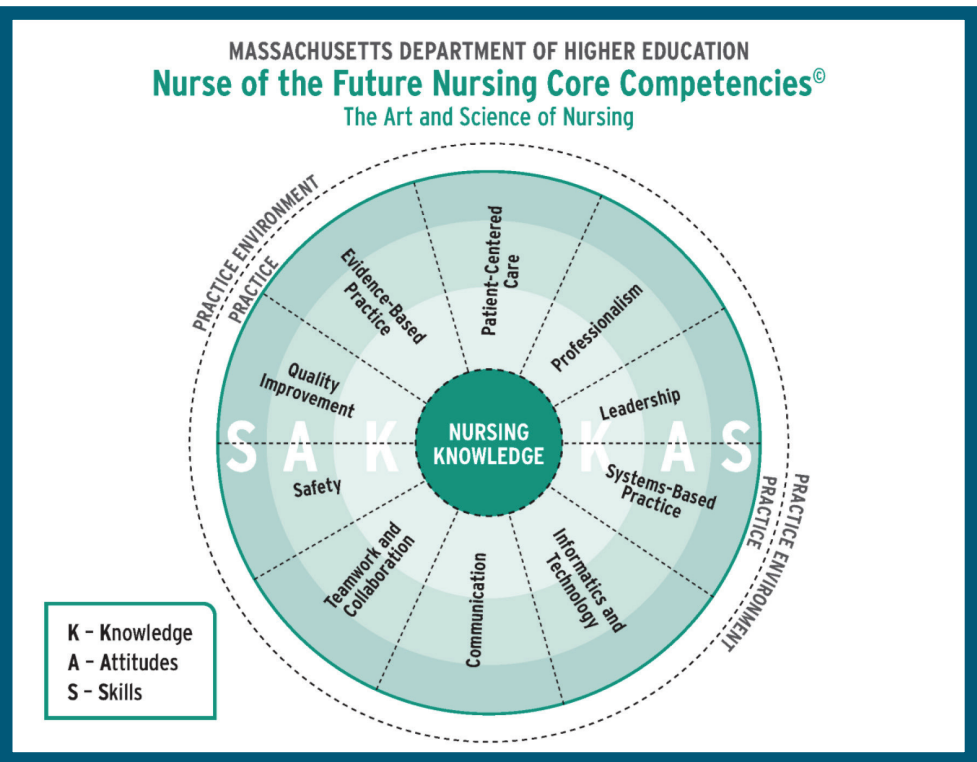 MASSACHUSETTS DEPARTMENT OF HIGHER EDUCATION
Nurse of the Future Nursing Core Competencies©
The Art and Science of Nursing
PRACTICE ENVIRONMENT
PRACTICE
Patient-Centered
Care
Professionalism
Leadership
Systems-Based
Practice
Informatics and
Technology
Communication
Teamwork and
Collaboration
Safety
Quality
Improvement
Evidence-Based
Practice
S A K
NURSING
KNOWLEDGE
K A S
PRACTICE
PRACTICE ENVIRONMENT
K – Knowledge
A – Attitudes
S – Skills